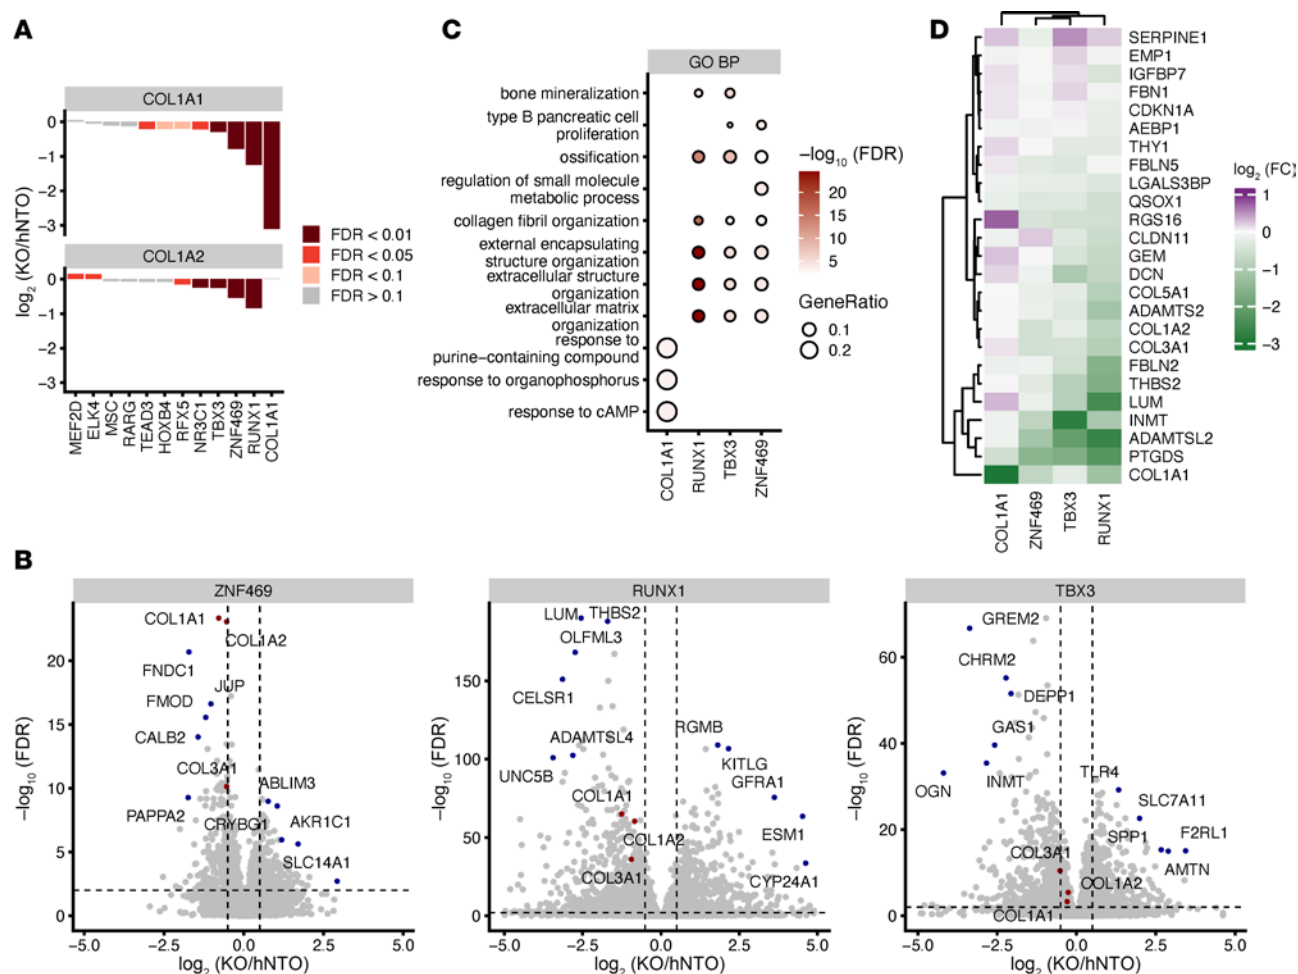 A
COL1A1
0
−1
−2
−3
COL1A2
0
−1
−2
−3
log2 (KO/hNTO)
MEF2D
ELK4
MSC
RARG
TEAD3
HOXB4
RFX5
NR3C1
TBX3
ZNF469
RUNX1
COL1A1
FDR < 0.01
FDR < 0.05
FDR < 0.1
FDR > 0.1
C
GO BP
bone mineralization
type B pancreatic cell
proliferation
ossification
regulation of small molecule
metabolic process
collagen fibril organization
external encapsulating
structure organization
extracellular structure
organization
extracellular matrix
organization
response to
purine−containing compound
response to organophosphorus
response to cAMP
COL1A1
RUNX1
TBX3
ZNF469
−log10 (FDR)
20
15
10
5
GeneRatio
0.1
0.2
D
SERPINE1
EMP1
IGFBP7
FBN1
CDKN1A
AEBP1
THY1
FBLN5
LGALS3BP
QSOX1
RGS16
CLDN11
GEM
DCN
COL5A1
ADAMTS2
COL1A2
COL3A1
FBLN2
THBS2
LUM
INMT
ADAMTSL2
PTGDS
COL1A1
COL1A1
ZNF469
TBX3
RUNX1
log2 (FC)
1
0
−1
−2
−3
B
ZNF469
COL1A1
COL1A2
FNDC1
JUP
FMOD
CALB2
COL3A1
ABLIM3
PAPPA2
CRYBG1
AKR1C1
SLC14A1
20
15
10
5
0
−log10 (FDR)
−5.0
−2.5
0.0
2.5
5.0
log2 (KO/hNTO)
RUNX1
LUM
THBS2
OLFML3
CELSR1
RGMB
ADAMTSL4
KITLG
UNC5B
GFRA1
COL1A1
ESM1
COL1A2
COL3A1
CYP24A1
150
100
50
0
−log10 (FDR)
−5.0
−2.5
0.0
2.5
5.0
log2 (KO/hNTO)
TBX3
GREM2
CHRM2
DEPP1
GAS1
TLR4
INMT
OGN
SLC7A11
SPP1
F2RL1
COL3A1
AMTN
COL1A2
COL1A1
60
40
20
0
−log10 (FDR)
−5.0
−2.5
0.0
2.5
5.0
log2 (KO/hNTO)